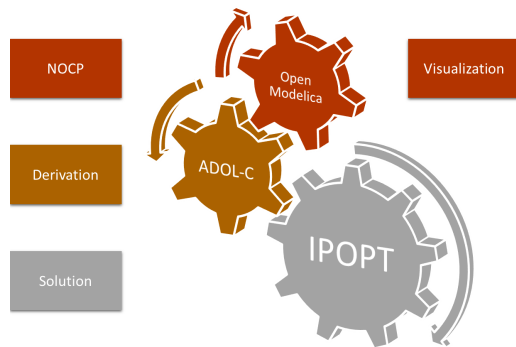 NOCP
Open
Modelica
Visualization
Derivation
ADOL-C
IPOPT
Solution